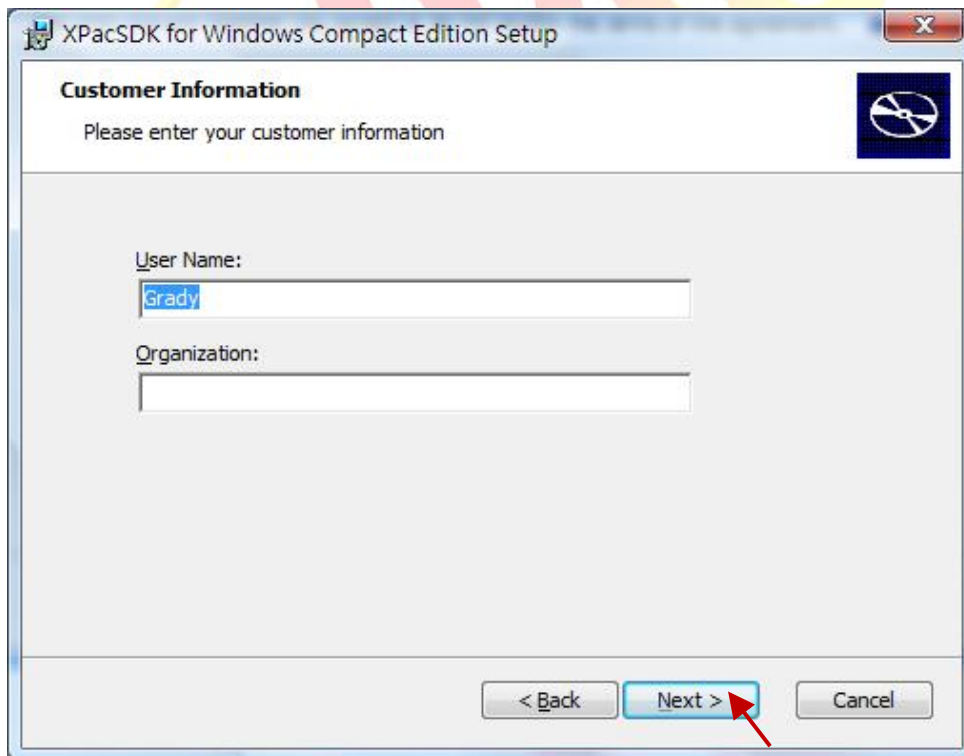 XPacSDK for Windows Compact Edition Setup
Customer Information
Please enter your customer information
User Name:
Grady
Organization:
< Back
Next >
Cancel